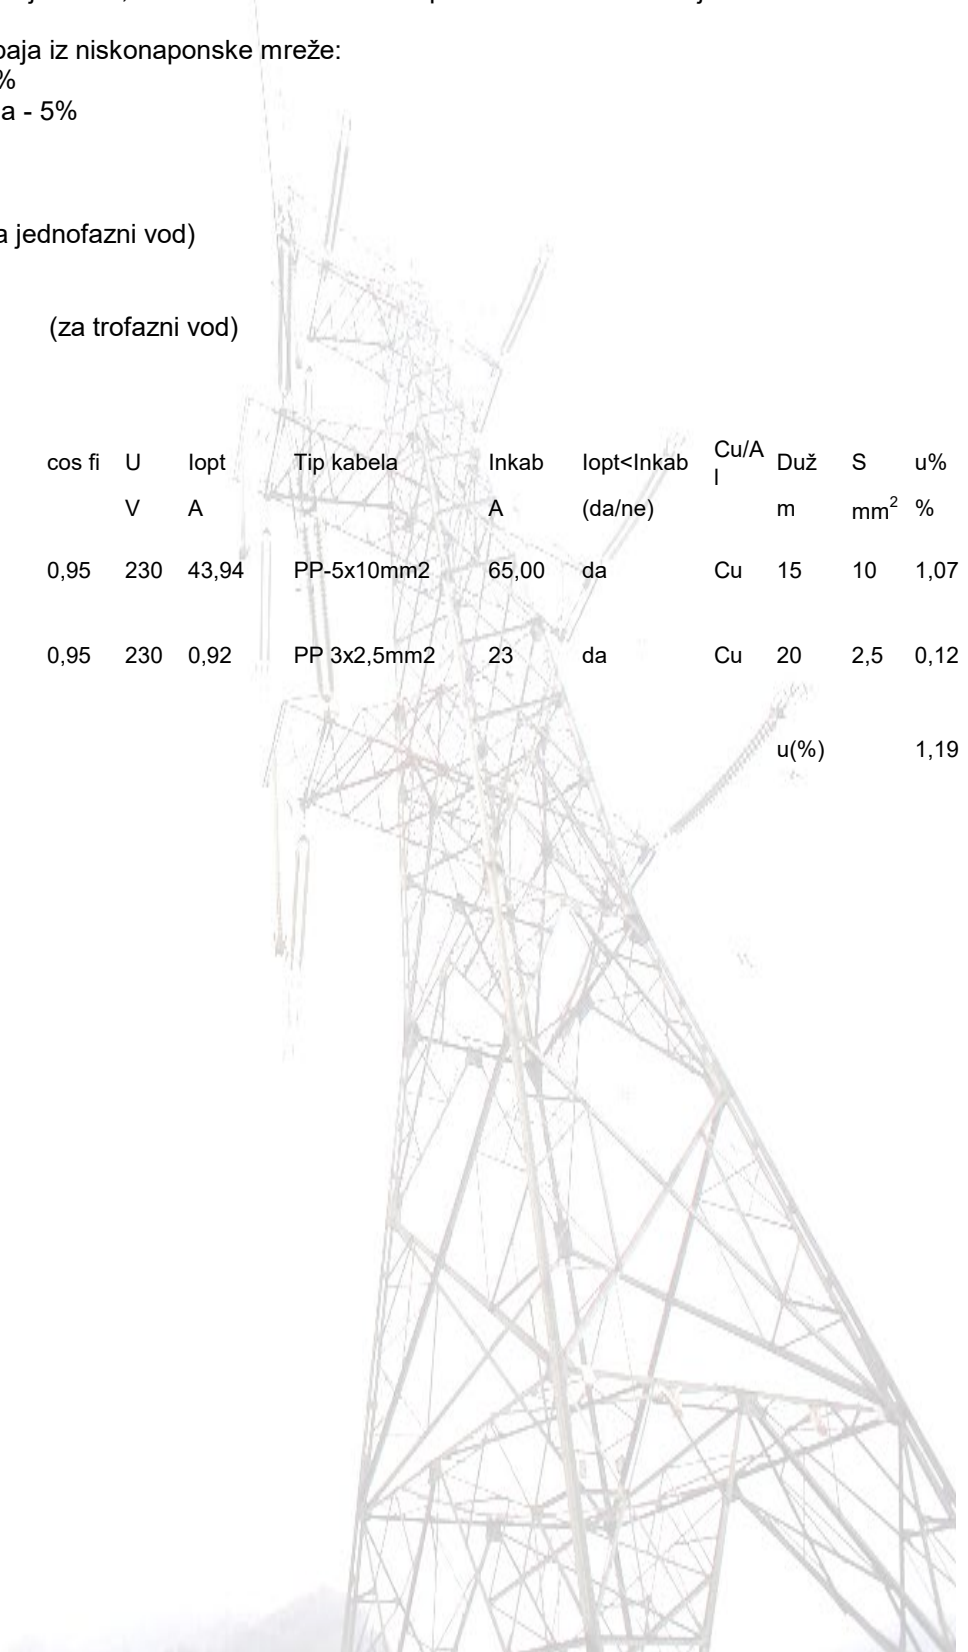 paja iz niskonaponske mreže:
%
a - 5%
a jednofazni vod)
(za trofazni vod)
cos fi U Iopt Tip kabela Inkab Iopt<Inkab Cu/A
l Duž S u%
V A A (da/ne) m mm² %
0,95 230 43,94 PP-5x10mm2 65,00 da Cu 15 10 1,07
0,95 230 0,92 PP 3x2,5mm2 23 da Cu 20 2,5 0,12
u(%) 1,19